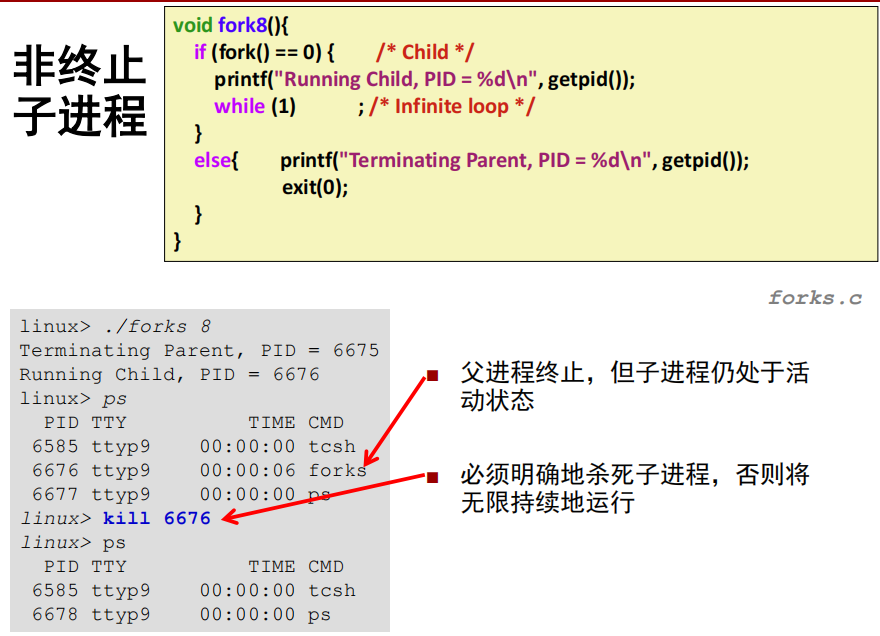 非终止
子进程
void fork8(){
if (fork() == 0) { /* Child */
printf("Running Child, PID = %d\n", getpid());
while (1) ; /* Infinite loop */
}
else{ printf("Terminating Parent, PID = %d\n", getpid());
exit(0);
}
}
forks.c
linux> ./forks 8
Terminating Parent, PID = 6675
Running Child, PID = 6676
linux> ps
PID TTY TIME CMD
6585 ttyp9 00:00:00 tcsh
6676 ttyp9 00:00:06 forks
6677 ttyp9 00:00:00 ps
linux> kill 6676
linux> ps
PID TTY TIME CMD
6585 ttyp9 00:00:00 tcsh
6678 ttyp9 00:00:00 ps
父进程终止，但子进程仍处于活
动状态
必须明确地杀死子进程，否则将
无限持续地运行